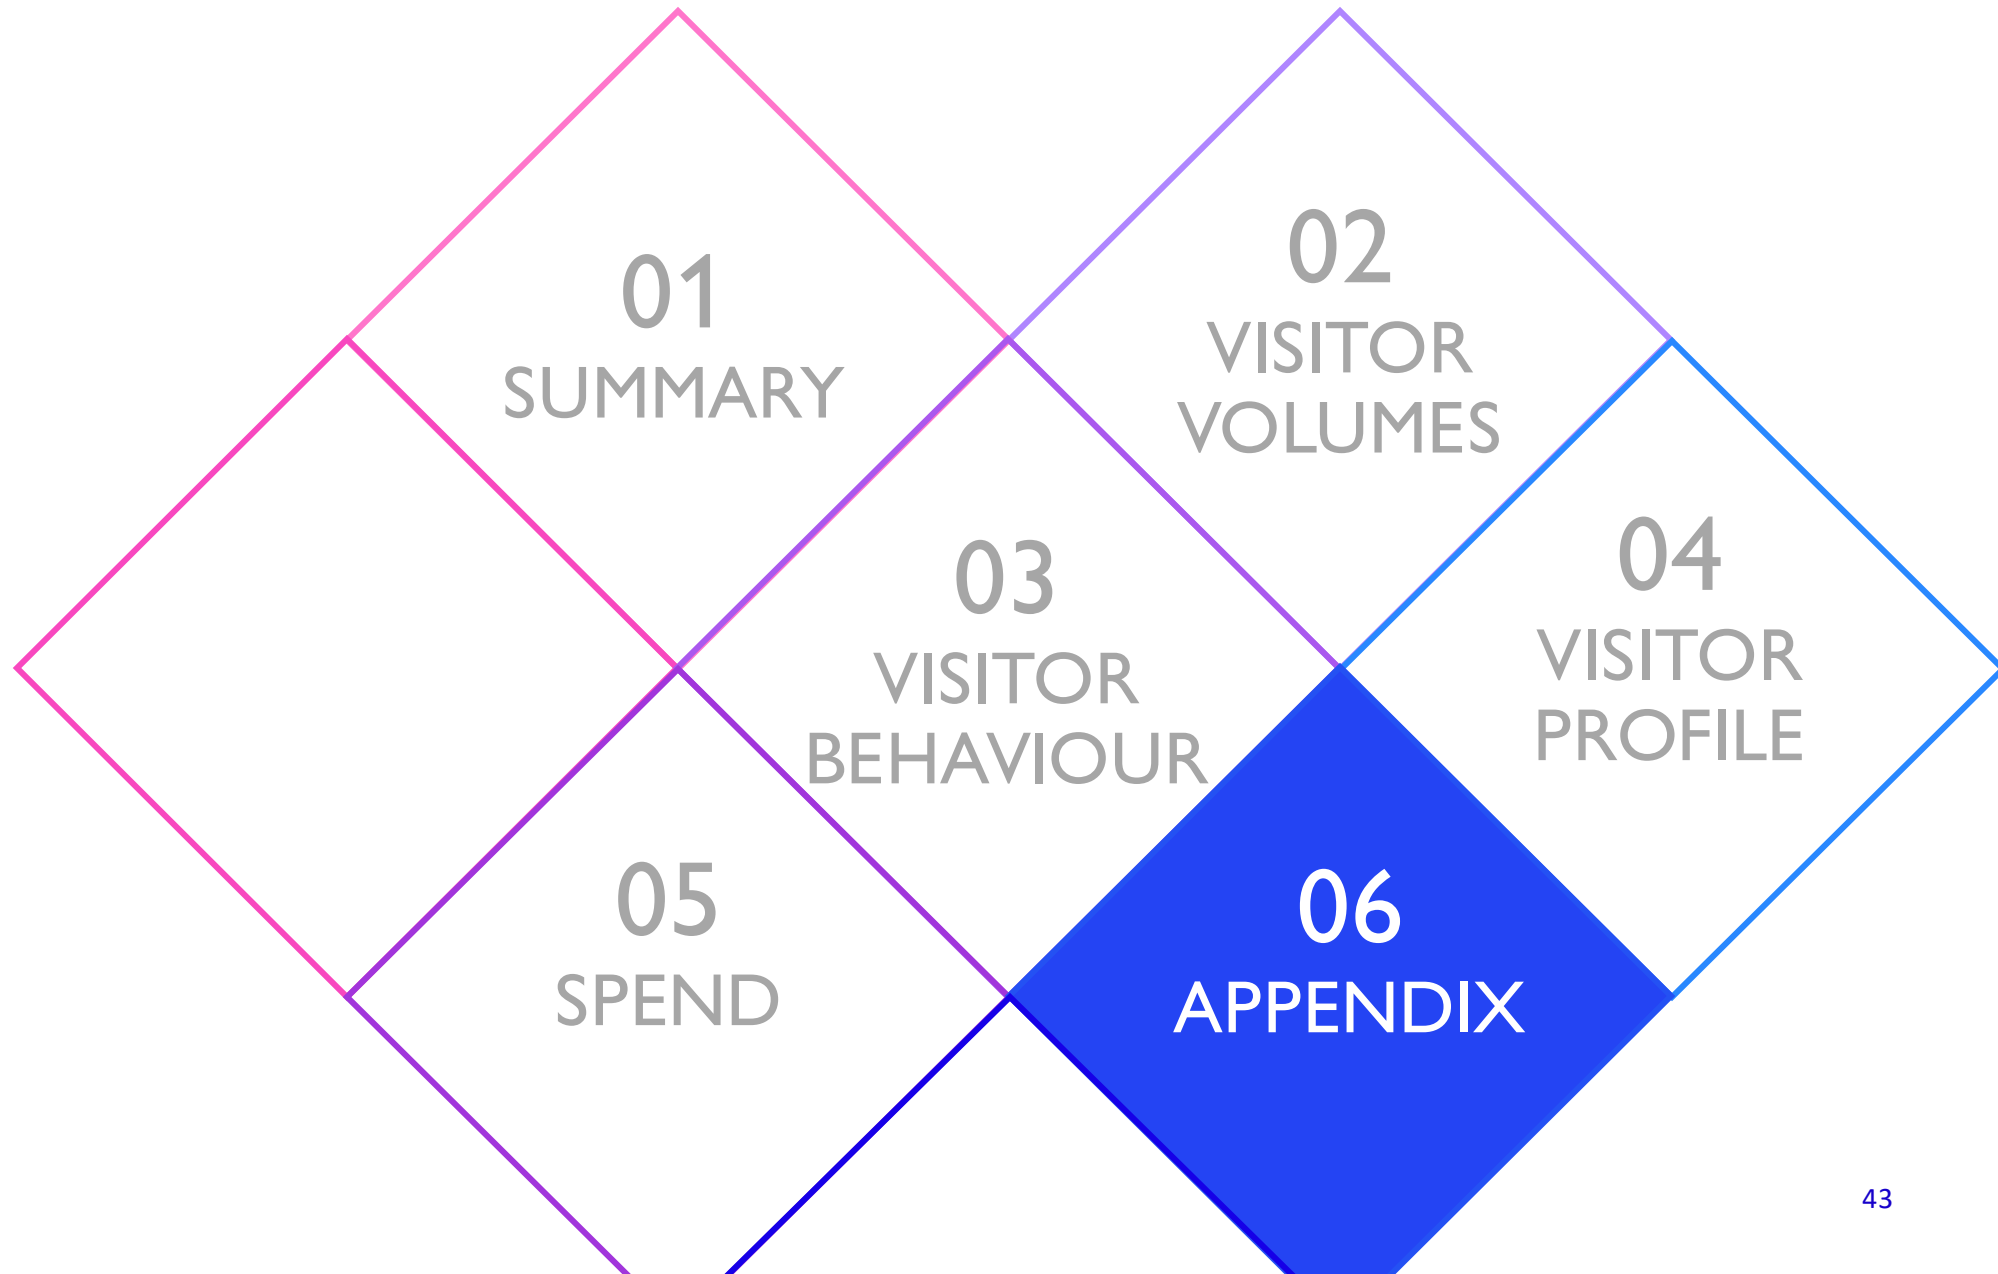 01
SUMMARY
02
VISITOR
VOLUMES
03
VISITOR
BEHAVIOUR
04
VISITOR
PROFILE
05
SPEND
06
APPENDIX
43